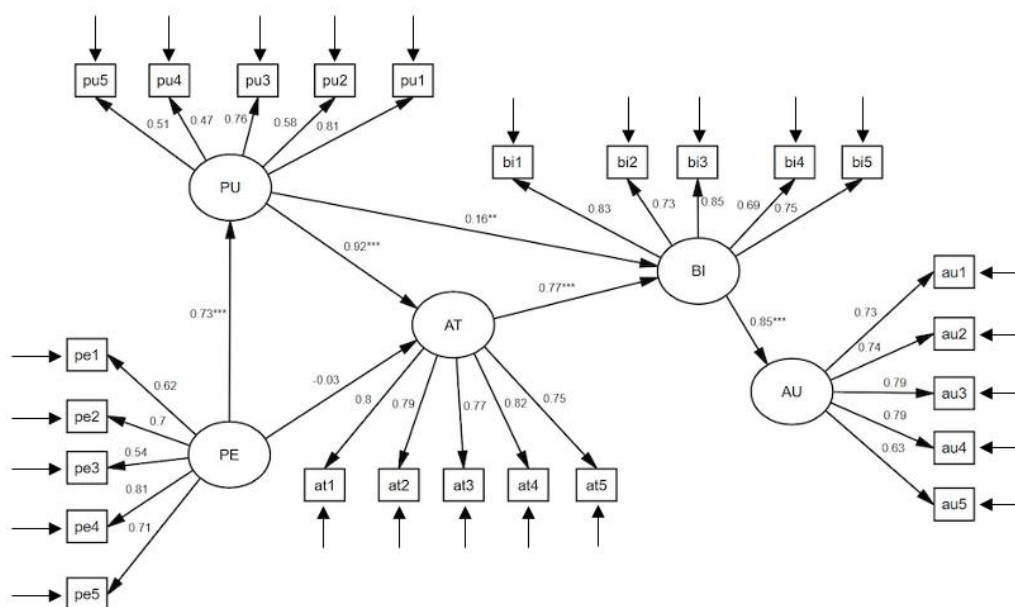 pu5 pu4 pu3 pu2 pu1
0.51 0.47 0.76 0.58 0.81
bi1 bi2 bi3 bi4 bi5
PU
0.83 0.73 0.85 0.69 0.75
0.16**
0.92***
BI
au1
0.77***
0.73***
AT
0.85***
0.73
au2
0.74
pe1
-0.03
0.62
0.8 0.79 0.77 0.82 0.75
AU
0.79
au3
pe2
0.7
0.79
au4
0.54
PE
0.63
pe3
0.81
at1 at2 at3 at4 at5
au5
pe4
0.71
pe5